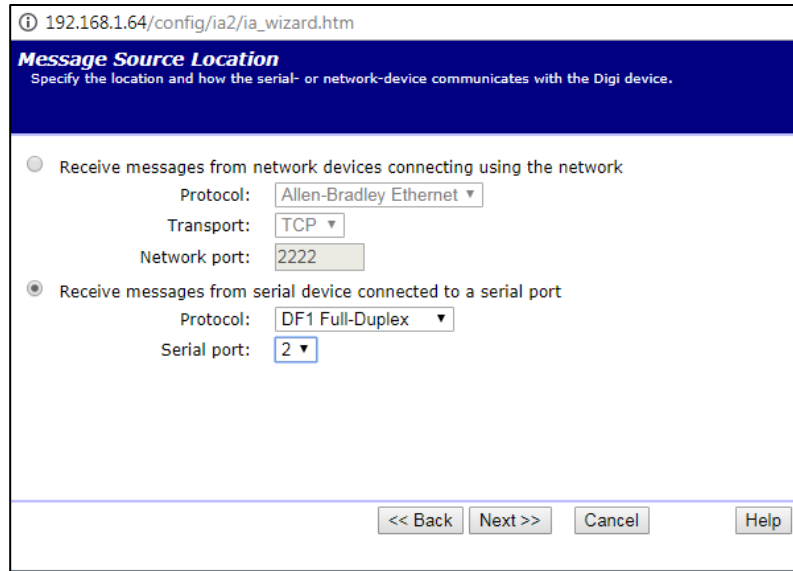 192.168.1.64/config/ia2/ia_wizard.htm
Message Source Location
Specify the location and how the serial- or network-device communicates with the Digi device.
Receive messages from network devices connecting using the network
Protocol: Allen-Bradley Ethernet
Transport: TCP
Network port: 2222
Receive messages from serial device connected to a serial port
Protocol: DF1 Full-Duplex
Serial port: 2
<< Back Next >> Cancel Help